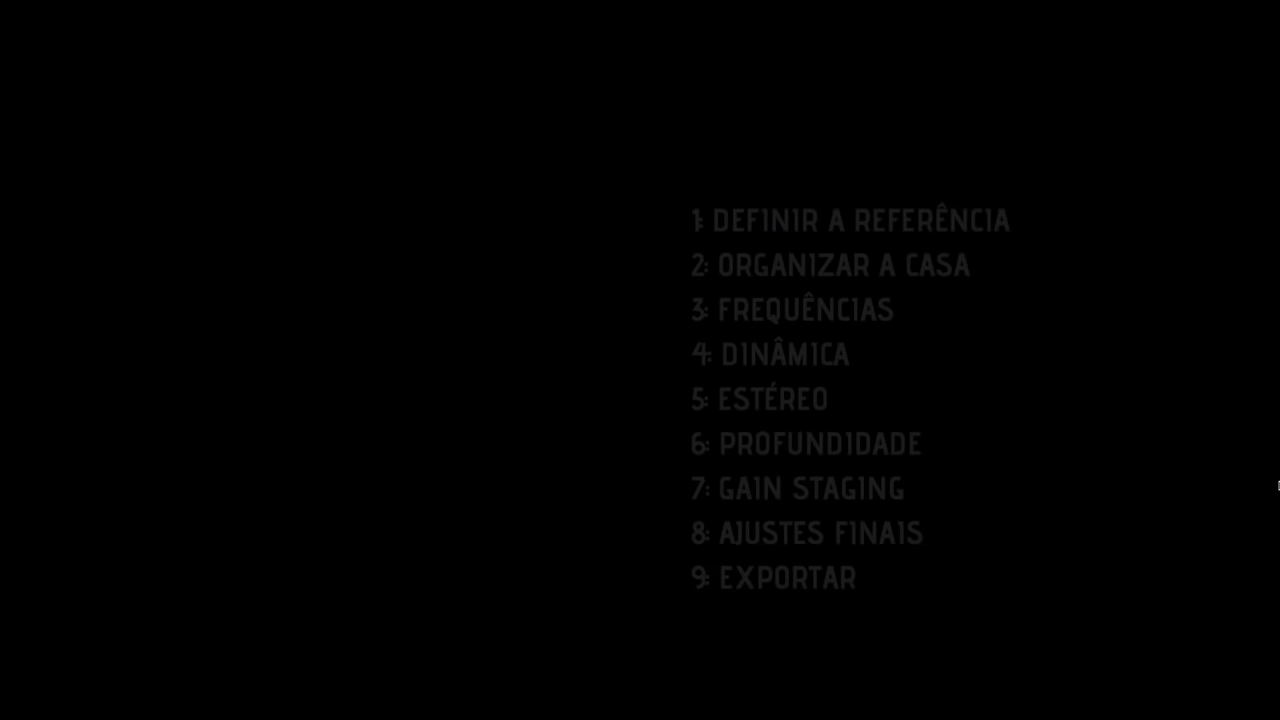 1: DEFINIR A REFERÊNCIA
2: ORGANIZAR A CASA
3: FREQUÊNCIAS
4: DINÂMICA
5: ESTÉREO
6: PROFUNDIDADE
7: GAIN STAGING
8: AJUSTES FINAIS
9: EXPORTAR